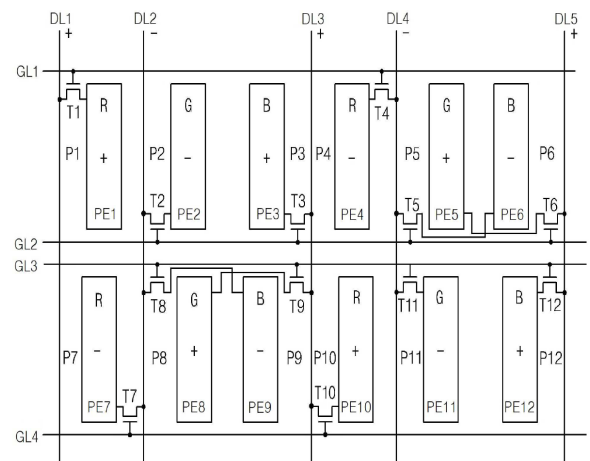 DL1 DL2 DL3 DL4 DL5
+ - + - +
GL1
R G B R G B
T1 T4
P1 + P2 - + P3 P4 - P5 + - P6
T2 T3 T5 T6
PE1 PE2 PE3 PE4 PE5 PE6
GL2
GL3
T8 T9 T11 T12
R G B R G B
P7 - P8 + - P9 P10 + P11 - + P12
T7 T10
PE7 PE8 PE9 PE10 PE11 PE12
GL4